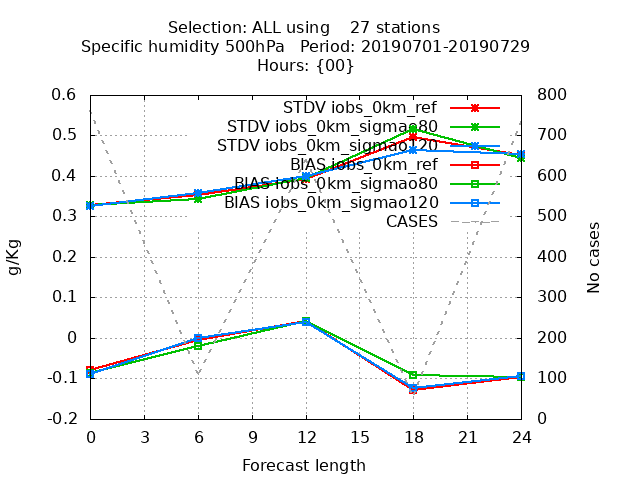 Selection: ALL using    27 stations
Specific humidity 500hPa   Period: 20190701-20190729
Hours: {00}
0.6
0.5
0.4
0.3
0.2
0.1
0
-0.1
-0.2
g/Kg
STDV iobs_0km_ref
STDV iobs_0km_sigmao80
STDV iobs_0km_sigmao120
BIAS iobs_0km_ref
BIAS iobs_0km_sigmao80
BIAS iobs_0km_sigmao120
CASES
800
700
600
500
400
300
200
100
0
No cases
0 3 6 9 12 15 18 21 24
Forecast length